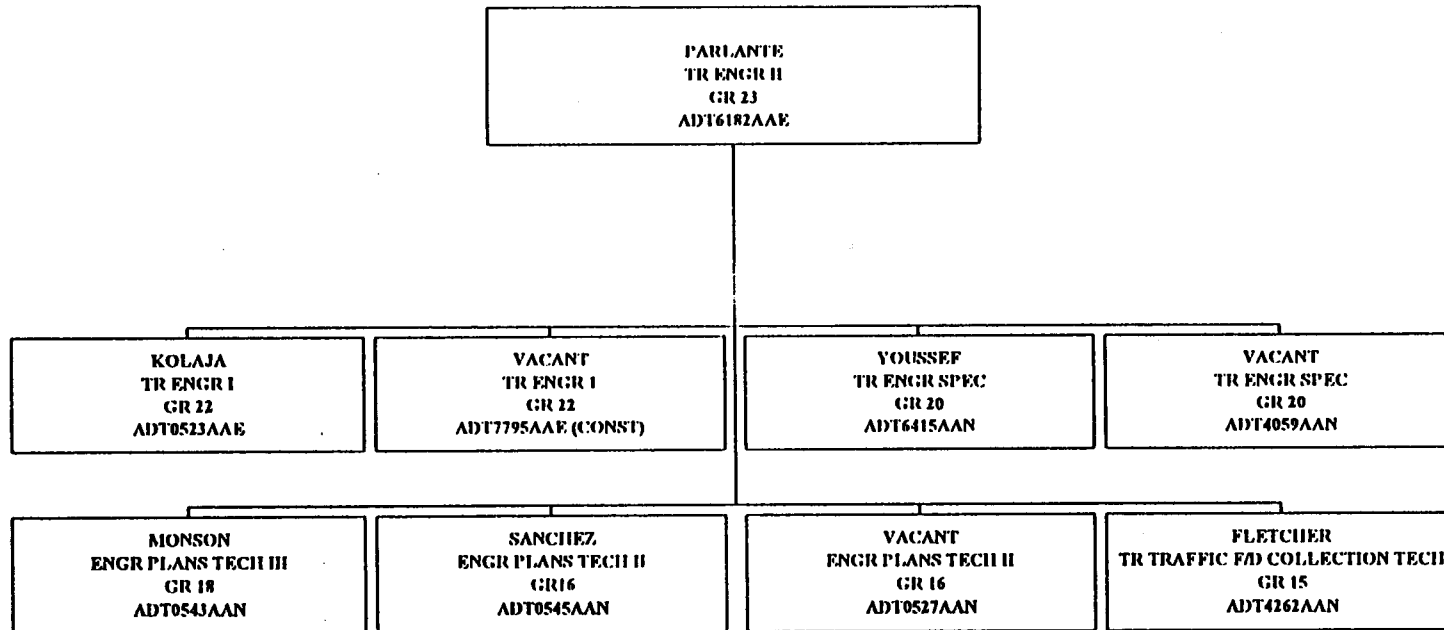 PARLANTE
TR ENGR II
GR 23
ADT6182AAE
KOLAJA
TR ENGR I
GR 22
ADT0523AAE
VACANT
TR ENGR 1
GR 22
ADT7795AAE (CONST)
YOUSSEF
TR ENGR SPEC
GR 20
ADT6415AAN
VACANT
TR ENGR SPEC
GR 20
ADT4059AAN
MONSON
ENGR PLANS TECH III
GR 18
ADT0543AAN
SANCHEZ
ENGR PLANS TECH II
GR16
ADT0545AAN
VACANT
ENGR PLANS TECH II
GR 16
ADT0527AAN
FLETCHER
TR TRAFFIC F/D COLLECTION TECH
GR 15
ADT4262AAN